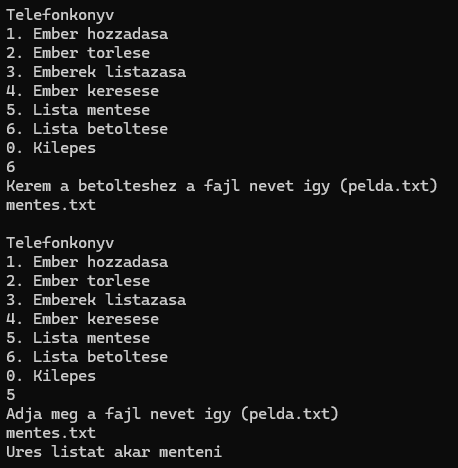 Telefonkonyv
1. Ember hozzadasa
2. Ember torlese
3. Emberek listazasa
4. Ember keresese
5. Lista mentese
6. Lista betoltese
0. Kilepes
6
Kerem a betolteshez a fajl nevet igy (pelda.txt)
mentes.txt

Telefonkonyv
1. Ember hozzadasa
2. Ember torlese
3. Emberek listazasa
4. Ember keresese
5. Lista mentese
6. Lista betoltese
0. Kilepes
5
Adja meg a fajl nevet igy (pelda.txt)
mentes.txt
Ures listat akar menteni